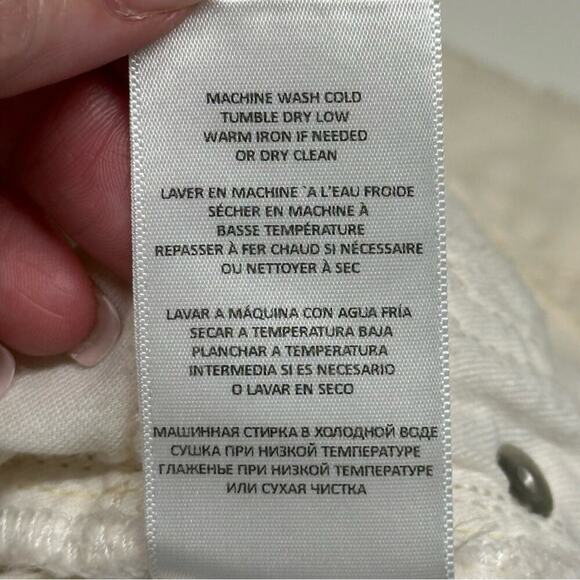 MACHINE WASH COLD
TUMBLE DRY LOW
WARM IRON IF NEEDED
OR DRY CLEAN
LAVER EN MACHINE `A L'EAU FROIDE
SÉCHER EN MACHINE À
BASSE TEMPÉRATURE
REPASSER À FER CHAUD SI NÉCESSAIRE
OU NETTOYER À SEC
LAVAR A MÁQUINA CON AGUA FRÍA
SECAR A TEMPERATURA BAJA
PLANCHAR A TEMPERATURA
INTERMEDIA SI ES NECESARIO
O LAVAR EN SECO
МАШИННАЯ СТИРКА В ХОЛОДНОЙ ВОДЕ
СУШКА ПРИ НИЗКОЙ ТЕМПЕРАТУРЕ
ГЛАЖЕНЬЕ ПРИ НИЗКОЙ ТЕМПЕРАТУРЕ
ИЛИ СУХАЯ ЧИСТКА